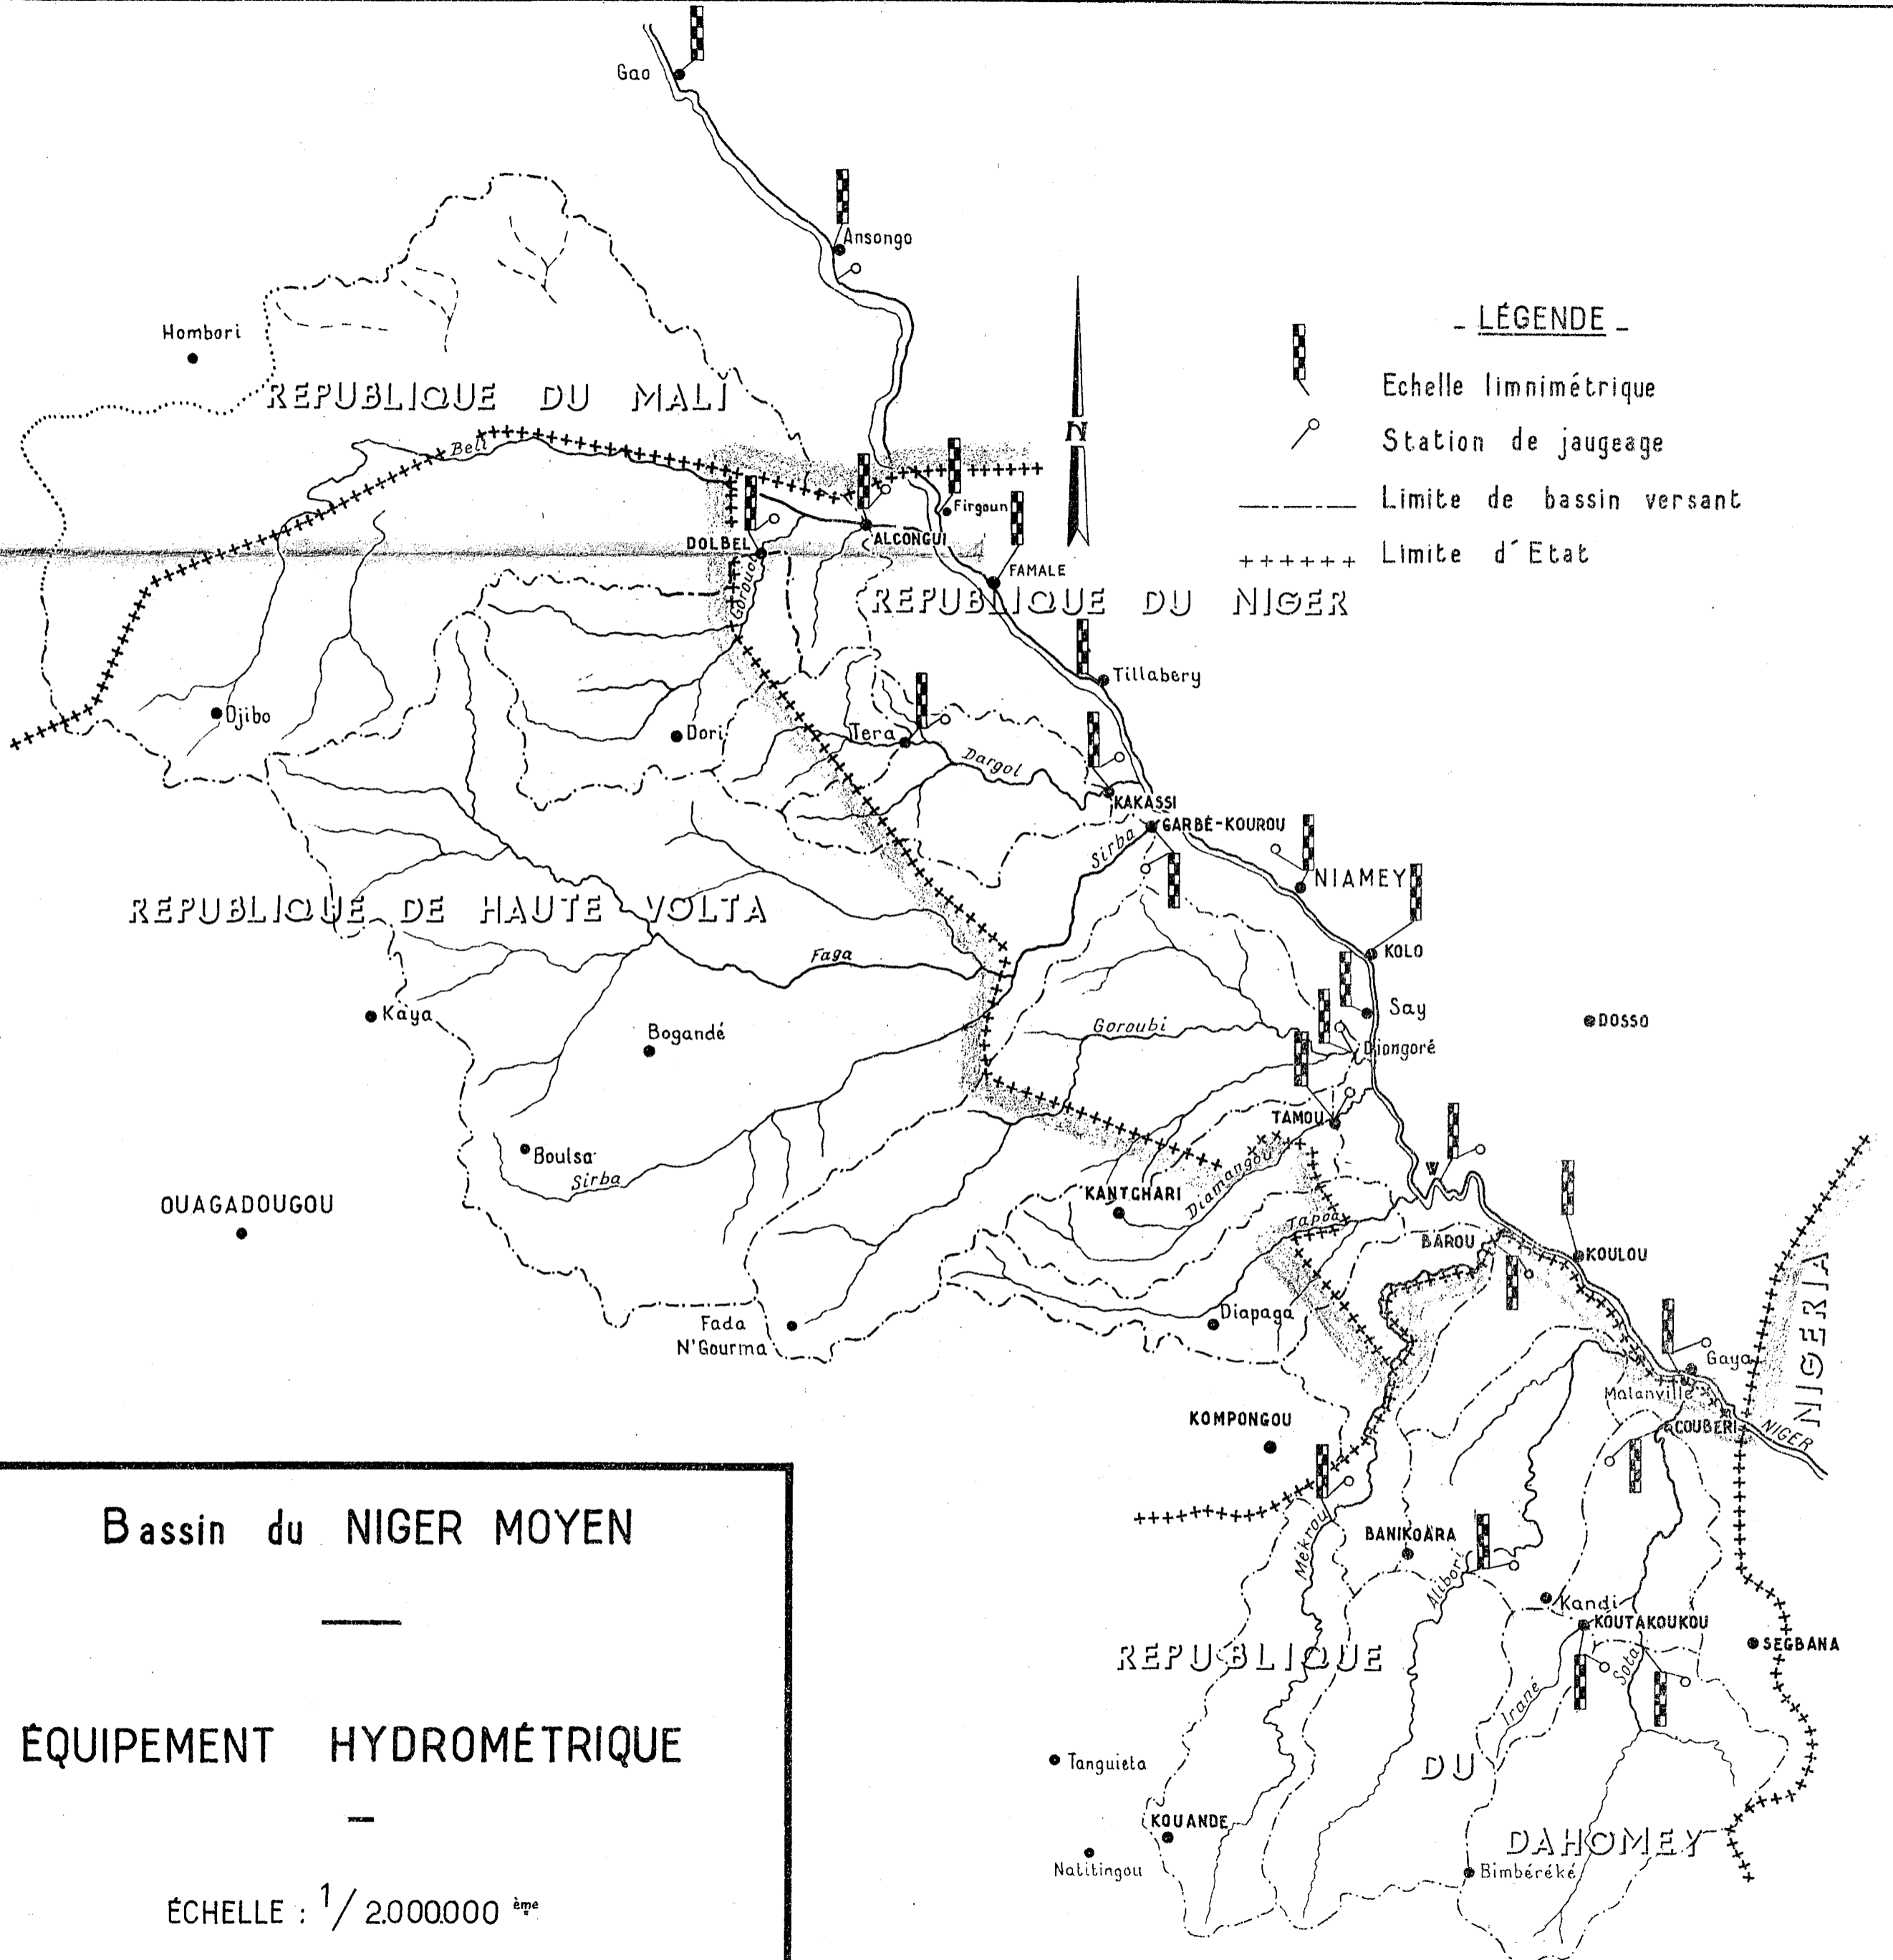 Gao
Ansongo
Hombori
REPUBLIQUE DU MALI
Beli
N
- LÉGENDE -
Echelle limnimétrique
Station de jaugeage
Limite de bassin versant
++++++ Limite d'Etat
Firgoun
DOLBEL
ALCONGUI
FAMALE
Gorouol
REPUBLIQUE DU NIGER
Tillabery
Djibo
Dori
Tera
Dargol
KAKASSI
GARBÉ-KOUROU
Sirba
NIAMEY
REPUBLIQUE DE HAUTE VOLTA
Faga
KOLO
Say
DOSSO
Kaya
Bogandé
Goroubi
Diongoré
TAMOU
Boulsa
Sirba
OUAGADOUGOU
KANTCHARI
Diamangou
W
Tapoa
BAROU
KOULOU
NIGERIA
Fada
N'Gourma
Diapaga
Gaya
Malanville
COUBERI
NIGER
KOMPONGOU
Mékrou
BANIKOARA
Alibori
Kandi
KOUTAKOUKOU
SEGBANA
Sota
Irané
REPUBLIQUE
DU
DAHOMEY
Tanguieta
KOUANDE
Natitingou
Bimbéréké
Bassin du NIGER MOYEN
ÉQUIPEMENT HYDROMÉTRIQUE
ÉCHELLE : 1/2.000.000 ème